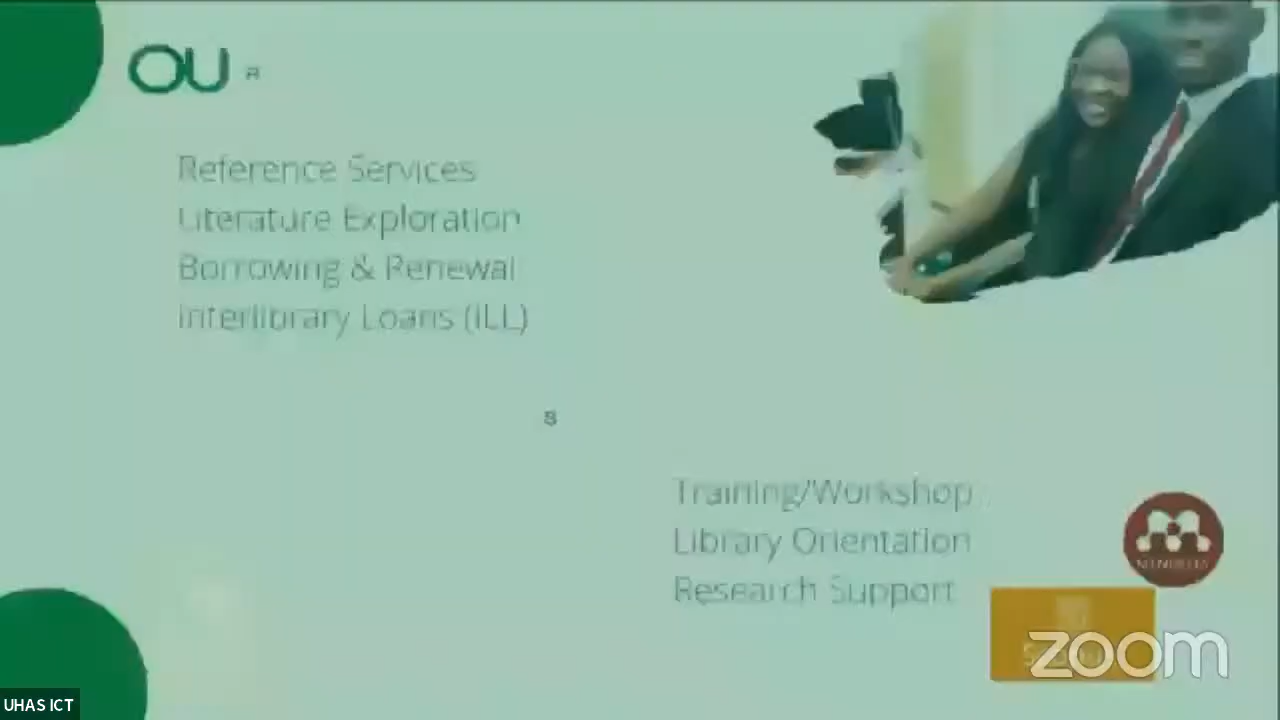 OU R
Reference Services
Literature Exploration
Borrowing & Renewal
Interlibrary Loans (ILL)
s
Training/Workshop
Library Orientation
Research Support
MENDELEY
zoom
UHAS ICT